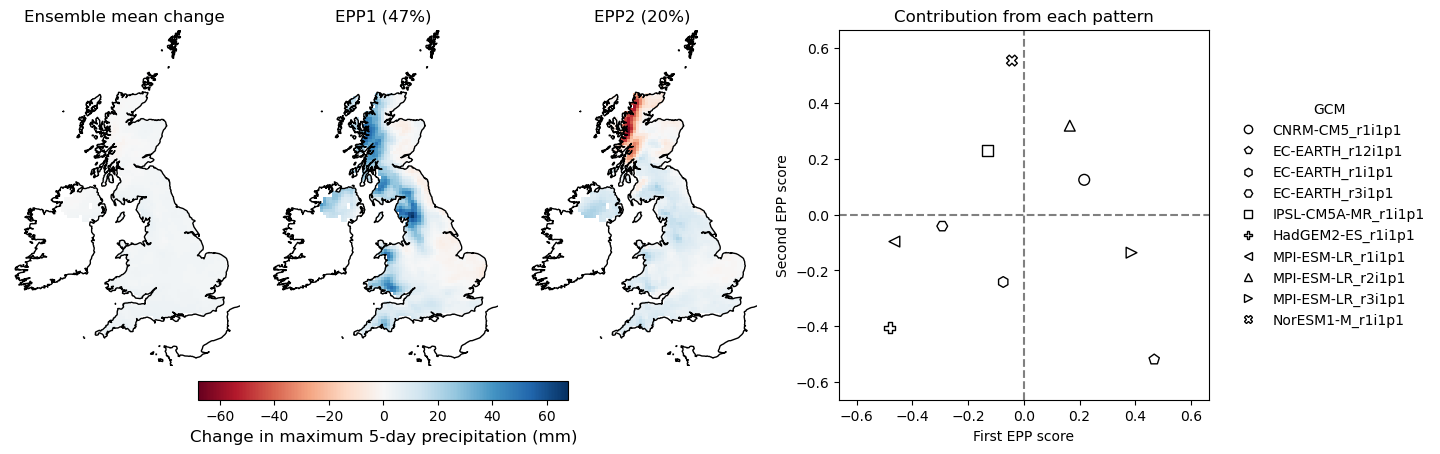 Ensemble mean change
EPP1 (47%)
EPP2 (20%)
−60 −40 −20 0 20 40 60
Change in maximum 5-day precipitation (mm)
Contribution from each pattern
Second EPP score
0.6
0.4
0.2
0.0
−0.2
−0.4
−0.6
−0.6 −0.4 −0.2 0.0 0.2 0.4 0.6
First EPP score
GCM
CNRM-CM5_r1i1p1
EC-EARTH_r12i1p1
EC-EARTH_r1i1p1
EC-EARTH_r3i1p1
IPSL-CM5A-MR_r1i1p1
HadGEM2-ES_r1i1p1
MPI-ESM-LR_r1i1p1
MPI-ESM-LR_r2i1p1
MPI-ESM-LR_r3i1p1
NorESM1-M_r1i1p1